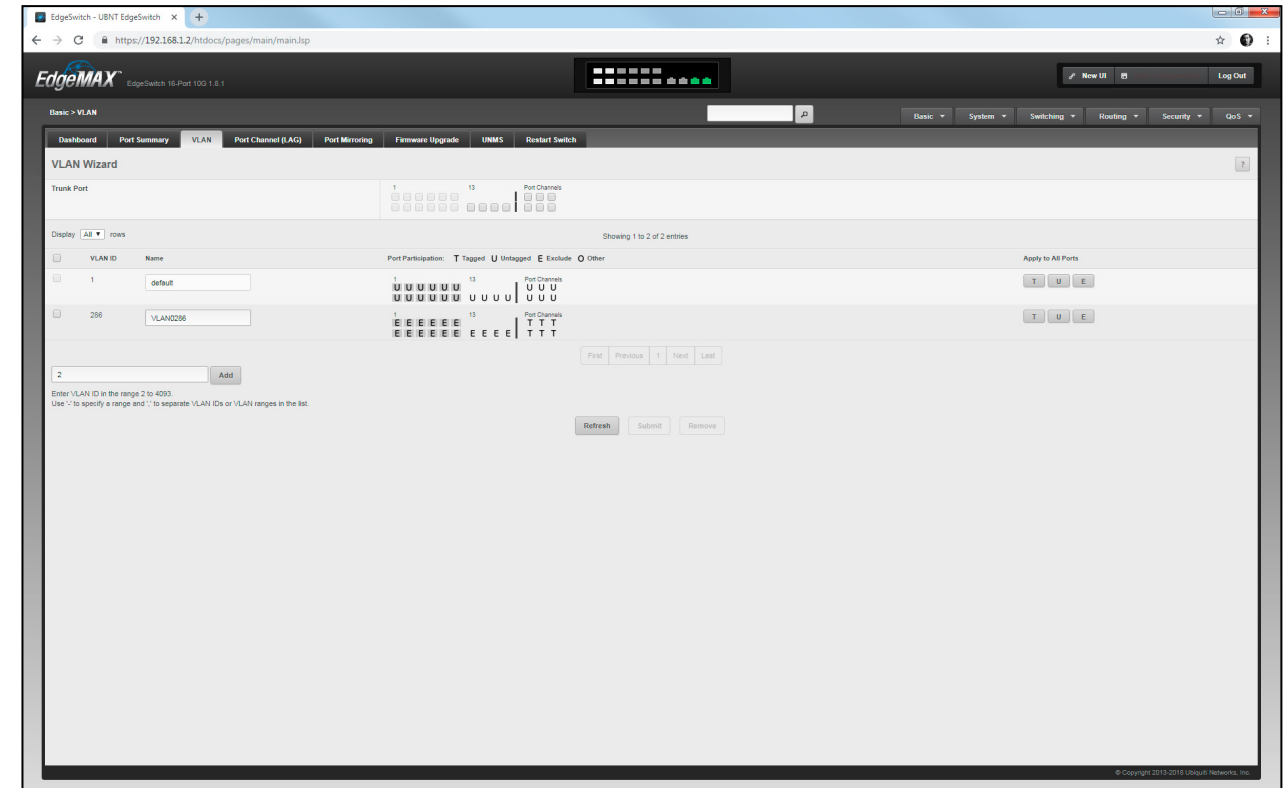 EdgeSwitch - UBNT EdgeSwitch
https://192.168.1.2/htdocs/pages/main/main.lsp
EdgeMAX™ EdgeSwitch 16-Port 10G 1.8.1
New UI Log Out
Basic > VLAN
Basic System Switching Routing Security QoS
Dashboard Port Summary VLAN Port Channel (LAG) Port Mirroring Firmware Upgrade UNMS Restart Switch
VLAN Wizard ?
Trunk Port 1 13 Port Channels
Display All rows Showing 1 to 2 of 2 entries
VLAN ID Name Port Participation: T Tagged U Untagged E Exclude O Other Apply to All Ports
1 13 Port Channels
1 default U U U U U U U U U T U E
U U U U U U U U U U U U U
1 13 Port Channels
286 VLAN0286 E E E E E E T T T T U E
E E E E E E E E E E T T T
First Previous 1 Next Last
2 Add
Enter VLAN ID in the range 2 to 4093.
Use '-' to specify a range and ',' to separate VLAN IDs or VLAN ranges in the list.
Refresh Submit Remove
© Copyright 2013-2018 Ubiquiti Networks, Inc.